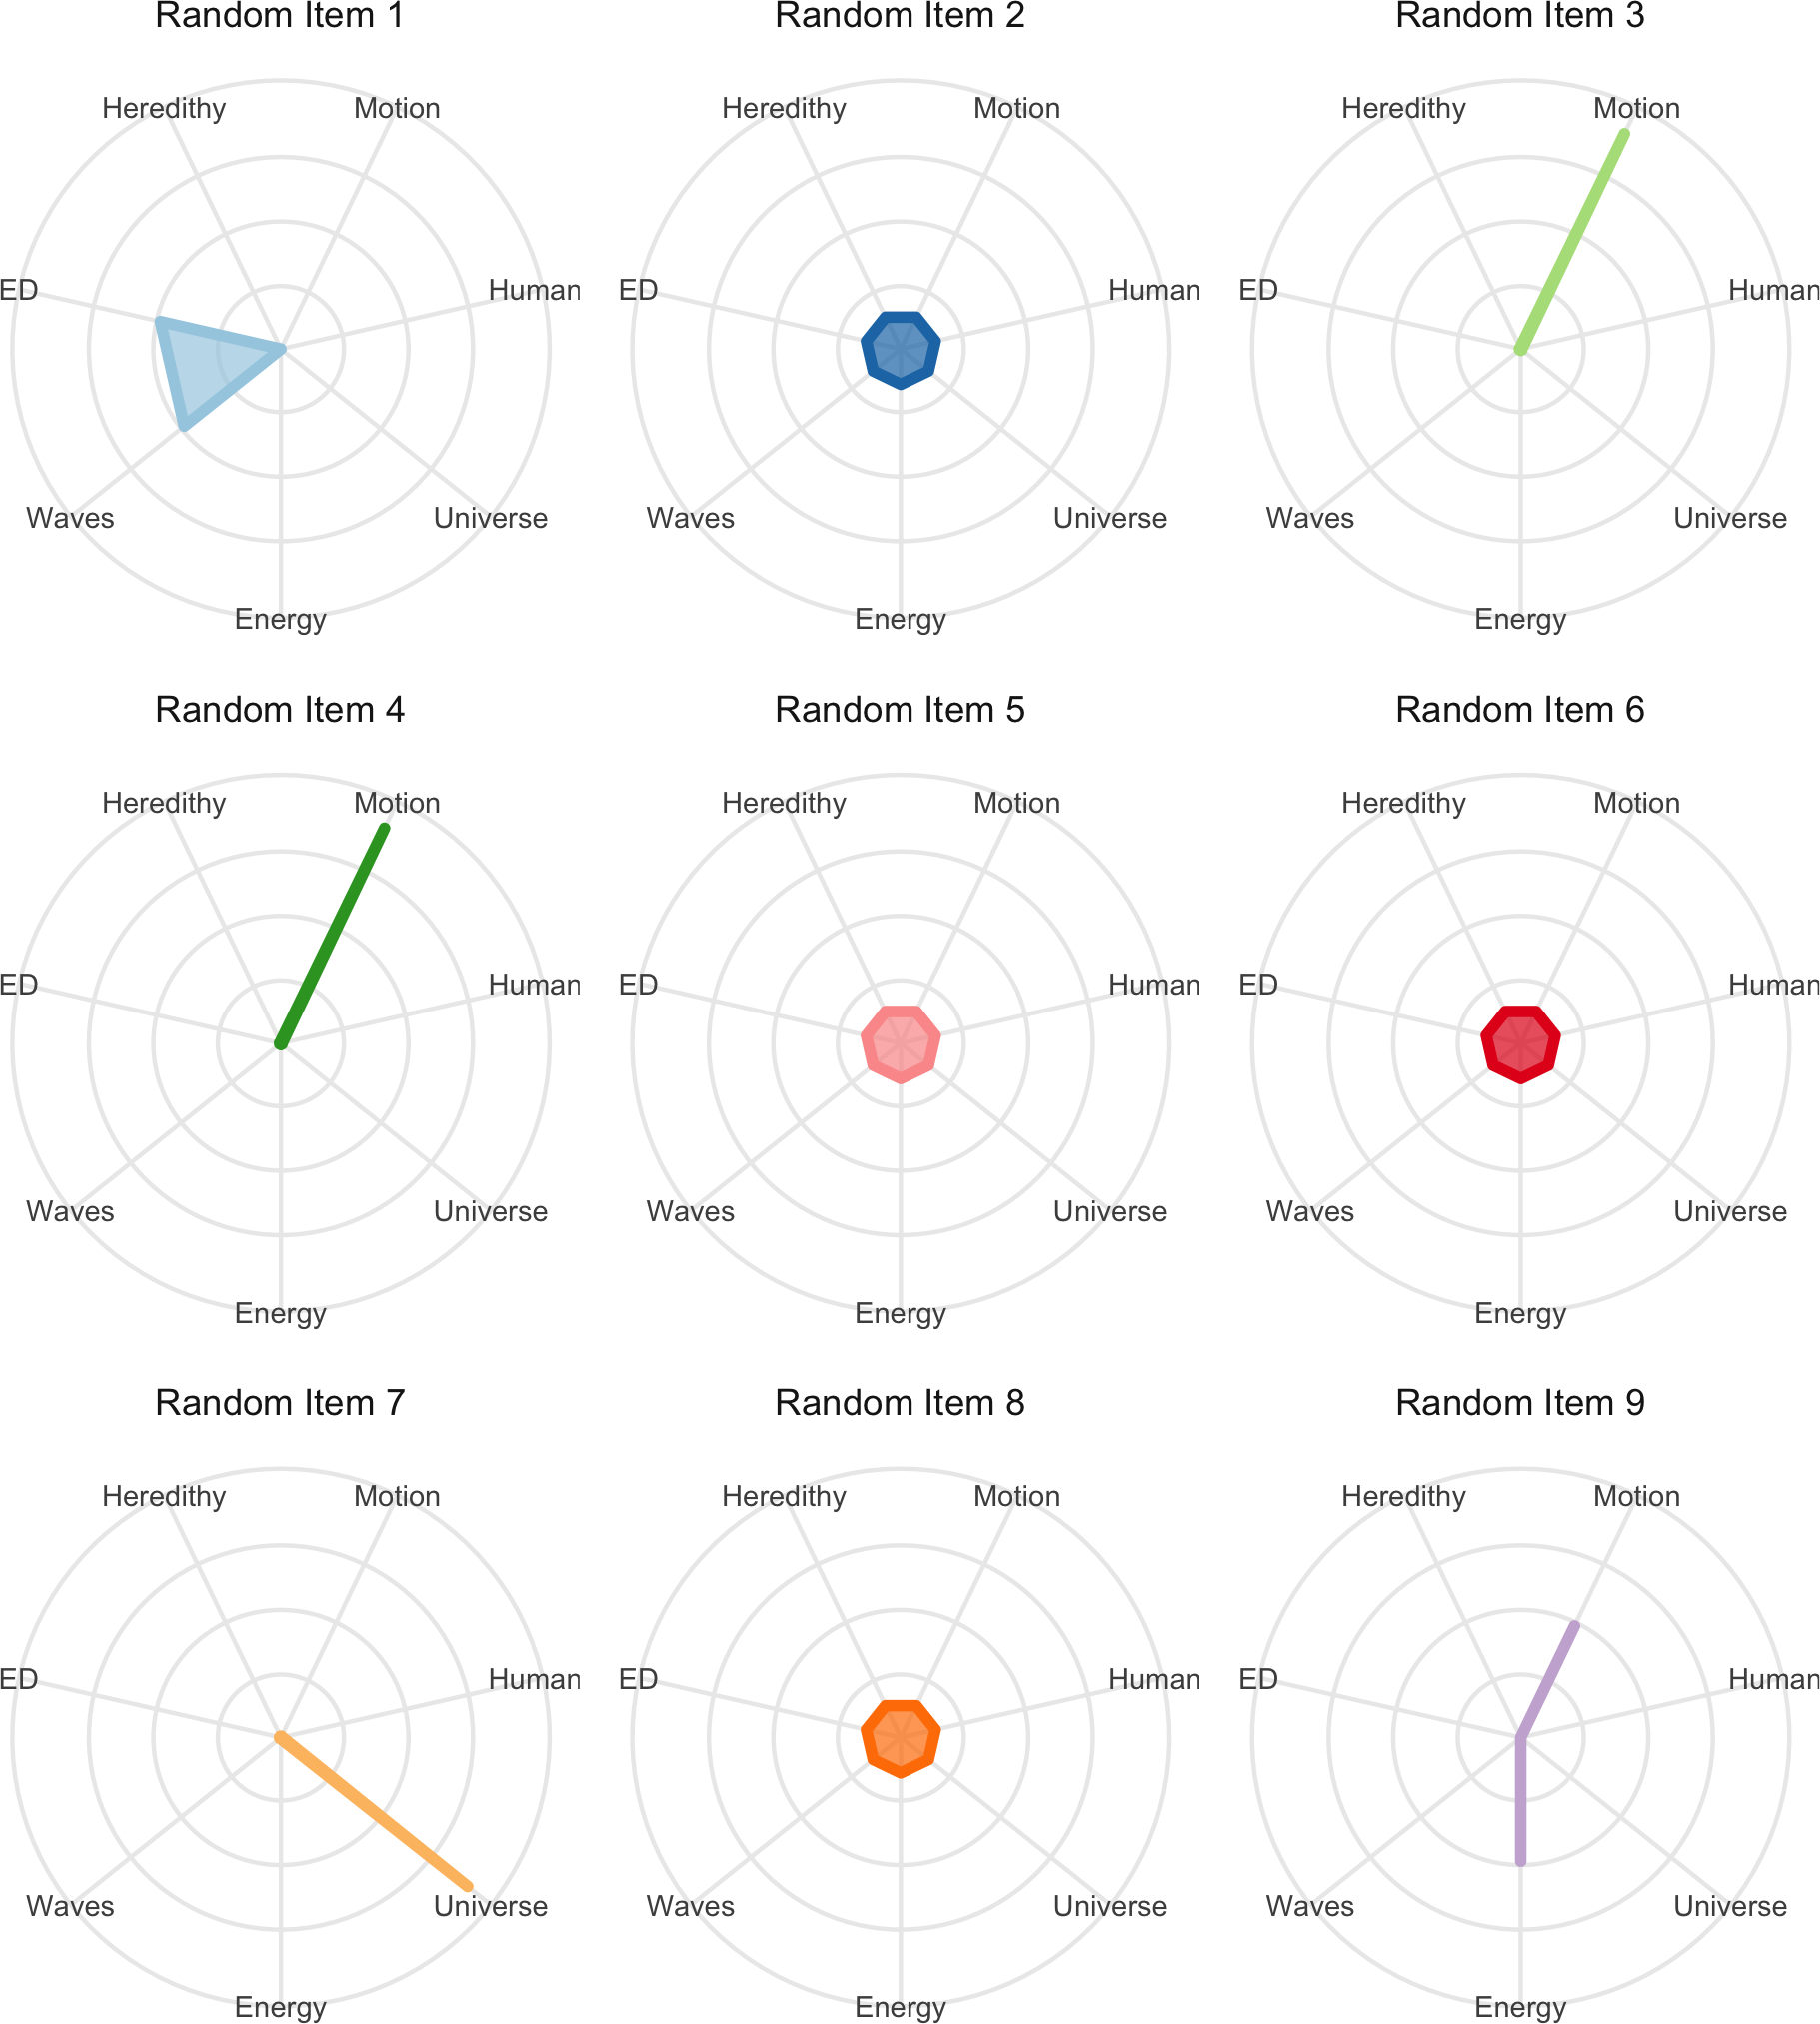 Random Item 1
Random Item 2
Random Item 3
Heredithy
Motion
Heredithy
Motion
Heredithy
Motion
ED
Human
ED
Human
ED
Human
Waves
Universe
Waves
Universe
Waves
Universe
Energy
Energy
Energy
Random Item 4
Random Item 5
Random Item 6
Heredithy
Motion
Heredithy
Motion
Heredithy
Motion
ED
Human
ED
Human
ED
Human
Waves
Universe
Waves
Universe
Waves
Universe
Energy
Energy
Energy
Random Item 7
Random Item 8
Random Item 9
Heredithy
Motion
Heredithy
Motion
Heredithy
Motion
ED
Human
ED
Human
ED
Human
Waves
Universe
Waves
Universe
Waves
Universe
Energy
Energy
Energy